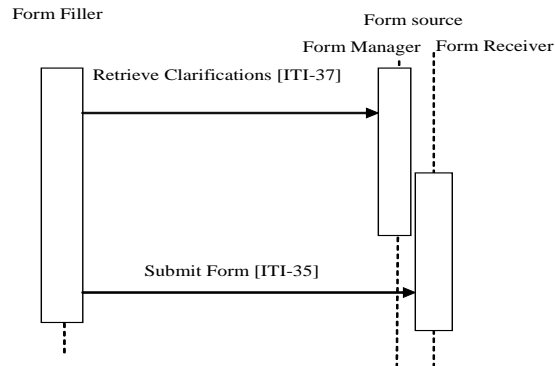 Form Filler
Form source
Form Manager
Form Receiver
Retrieve Clarifications [ITI-37]
Submit Form [ITI-35]